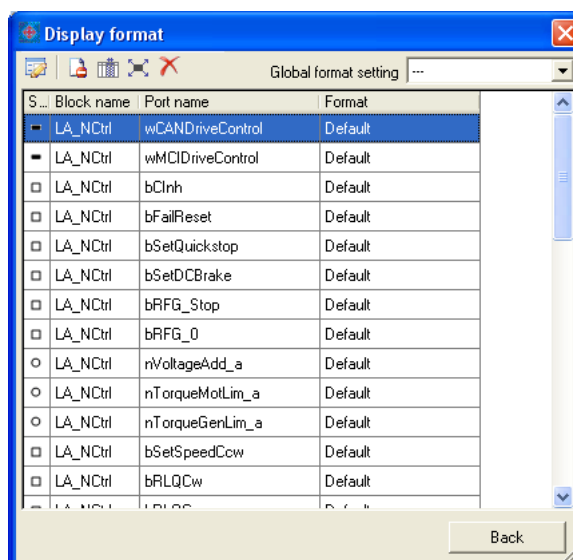 Display format
Global format setting ---
S... Block name Port name Format
LA_NCtrl wCANDriveControl Default
LA_NCtrl wMCIDriveControl Default
LA_NCtrl bCInh Default
LA_NCtrl bFailReset Default
LA_NCtrl bSetQuickstop Default
LA_NCtrl bSetDCBrake Default
LA_NCtrl bRFG_Stop Default
LA_NCtrl bRFG_0 Default
LA_NCtrl nVoltageAdd_a Default
LA_NCtrl nTorqueMotLim_a Default
LA_NCtrl nTorqueGenLim_a Default
LA_NCtrl bSetSpeedCcw Default
LA_NCtrl bRLQCw Default
Back